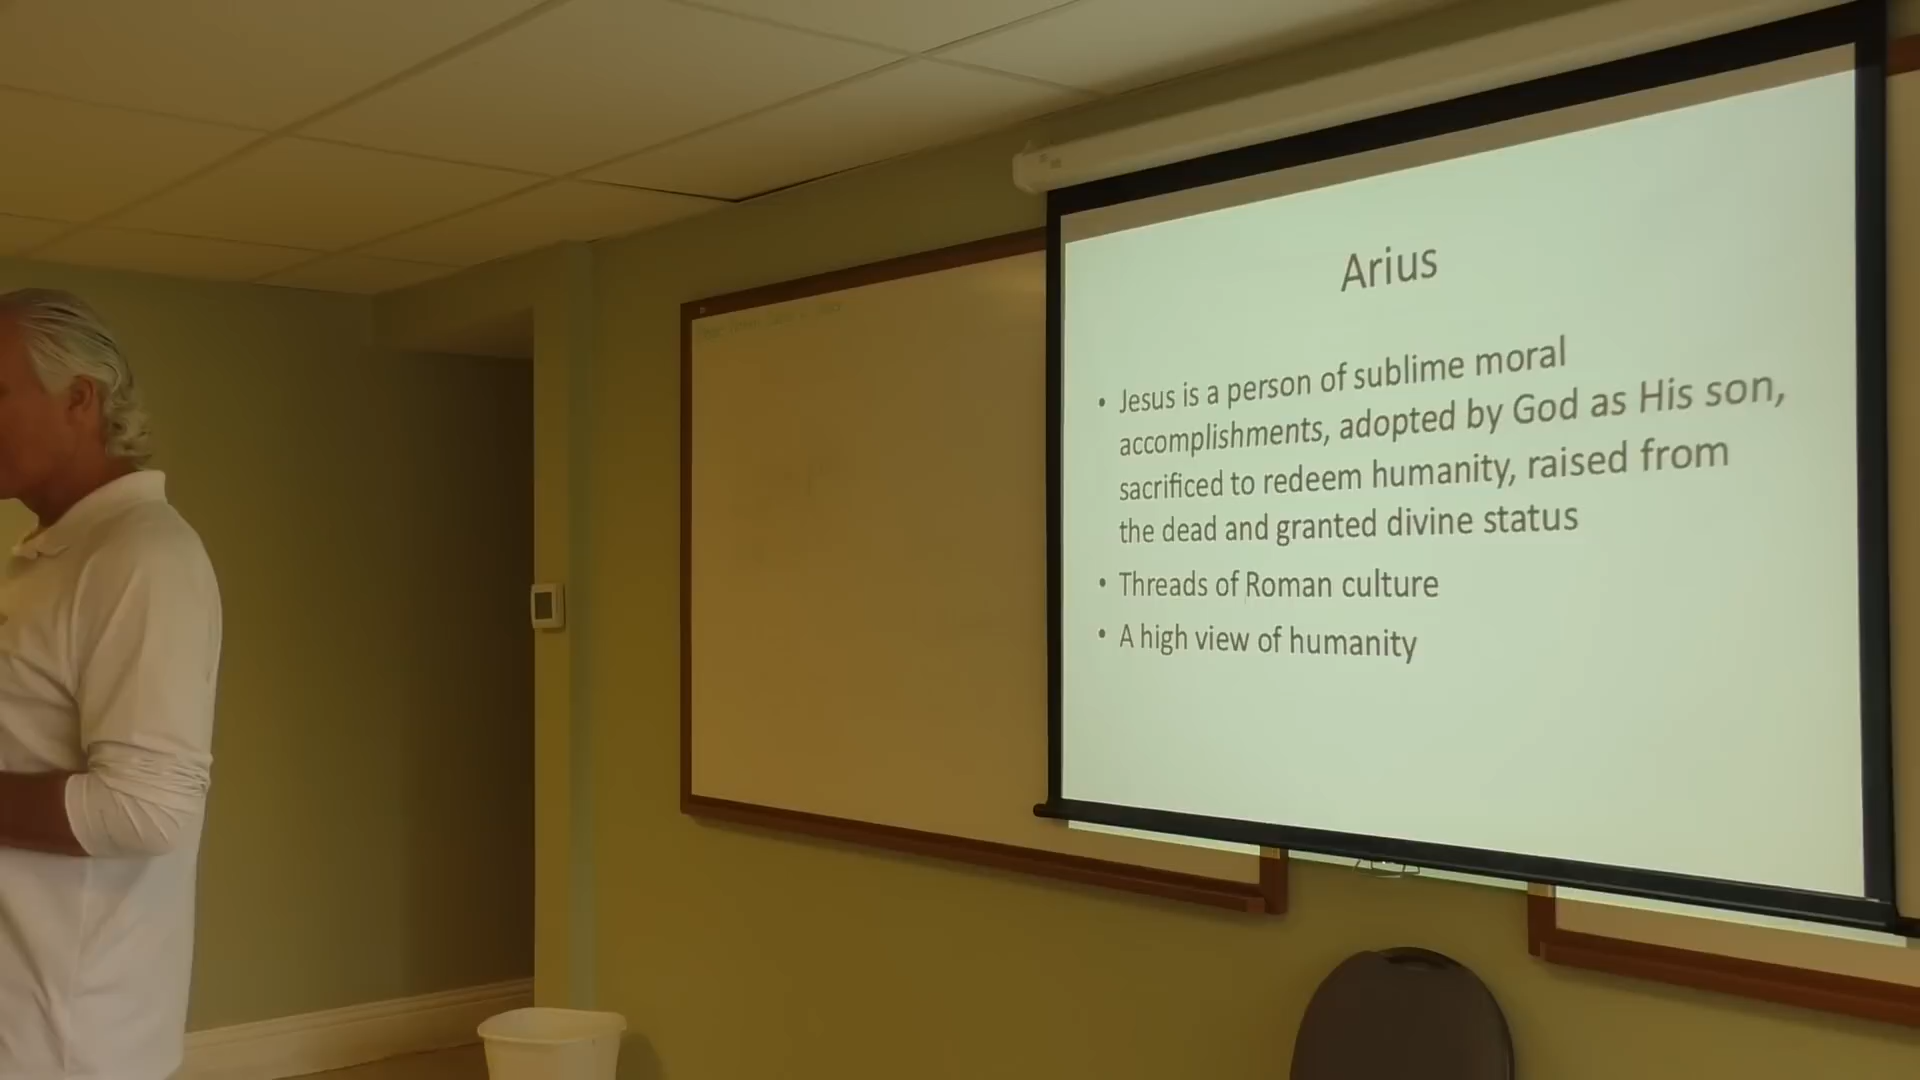 Arius
• Jesus is a person of sublime moral
accomplishments, adopted by God as His son,
sacrificed to redeem humanity, raised from
the dead and granted divine status
• Threads of Roman culture
• A high view of humanity